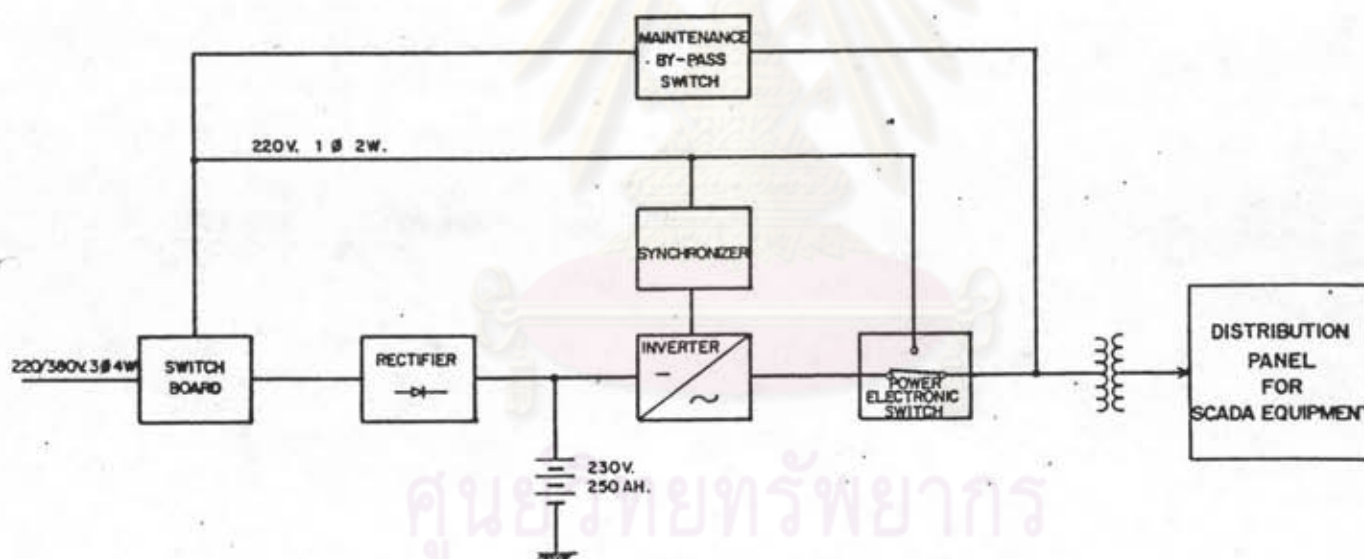 MAINTENANCE
BY-PASS
SWITCH
220V. 1 Ø 2W.
SYNCHRONIZER
220/380V.3Ø4W
SWITCH
BOARD
RECTIFIER
INVERTER
POWER
ELECTRONIC
SWITCH
DISTRIBUTION
PANEL
FOR
SCADA EQUIPMENT
230V.
250 AH.
ศูนย์วิทยทรัพยากร